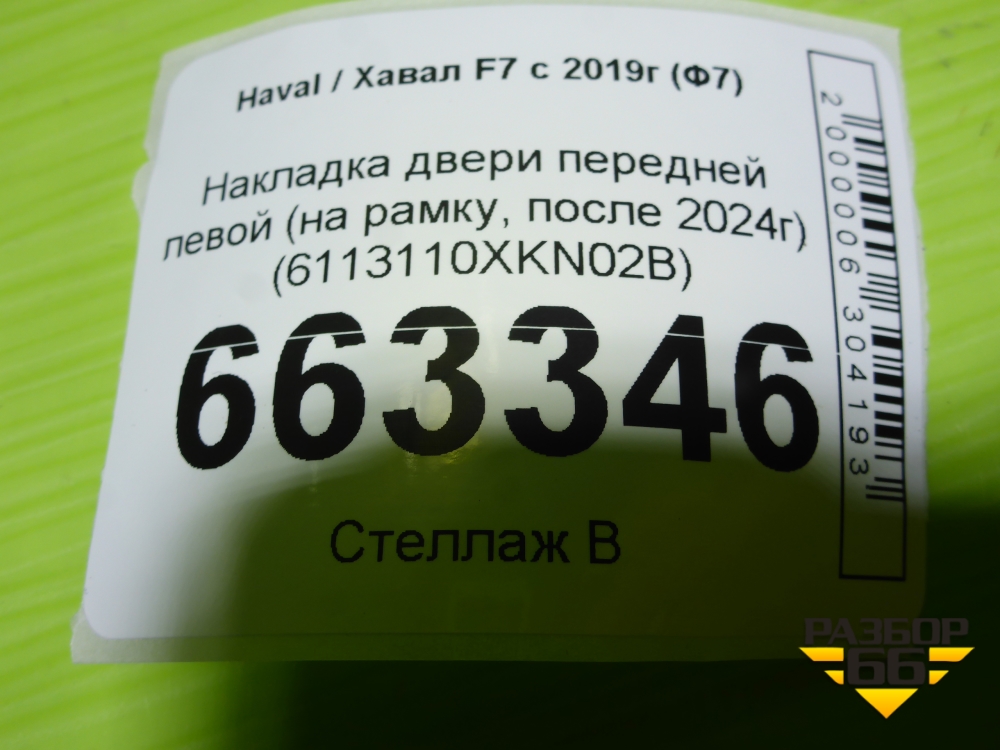 Haval / Хавал F7 с 2019г (Ф7)
Накладка двери передней
левой (на рамку, после 2024г)
(6113110XKN02B)
663346
Стеллаж В
2000006304193
РАЗБОР
66